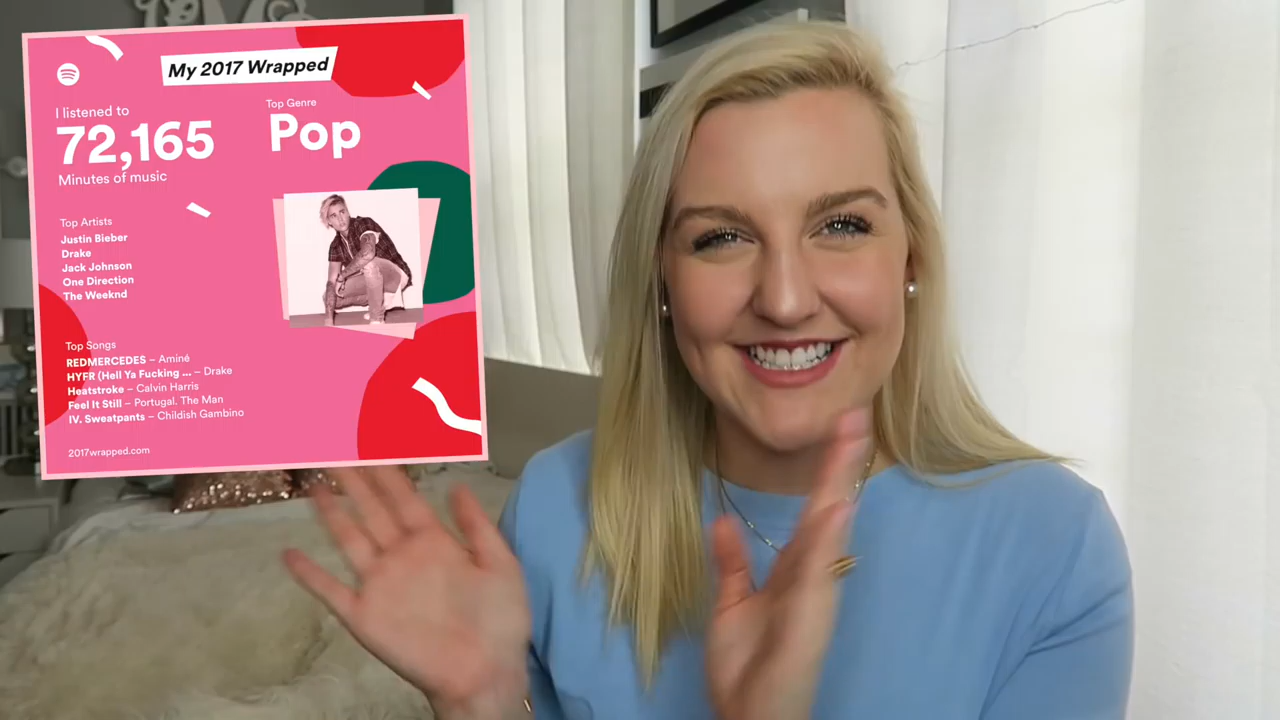 My 2017 Wrapped
I listened to
72,165
Minutes of music
Top Genre
Pop
Top Artists
Justin Bieber
Drake
Jack Johnson
One Direction
The Weeknd
Top Songs
REDMERCEDES – Aminé
HYFR (Hell Ya Fucking ... – Drake
Heatstroke – Calvin Harris
Feel It Still – Portugal. The Man
IV. Sweatpants – Childish Gambino
2017wrapped.com